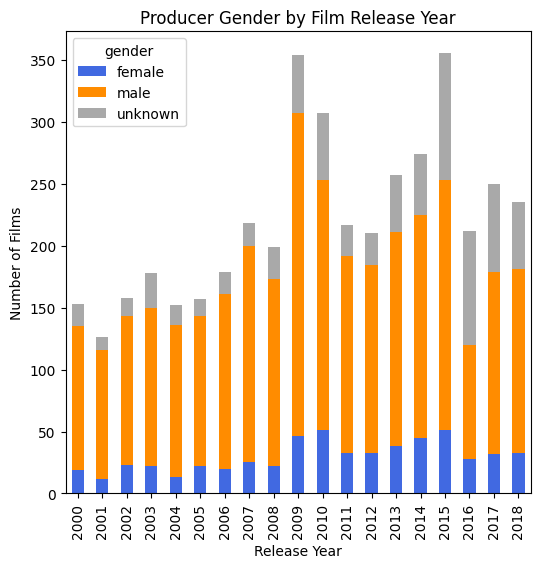 Producer Gender by Film Release Year
gender
female
male
unknown
Number of Films
350
300
250
200
150
100
50
0
2000 2001 2002 2003 2004 2005 2006 2007 2008 2009 2010 2011 2012 2013 2014 2015 2016 2017 2018
Release Year